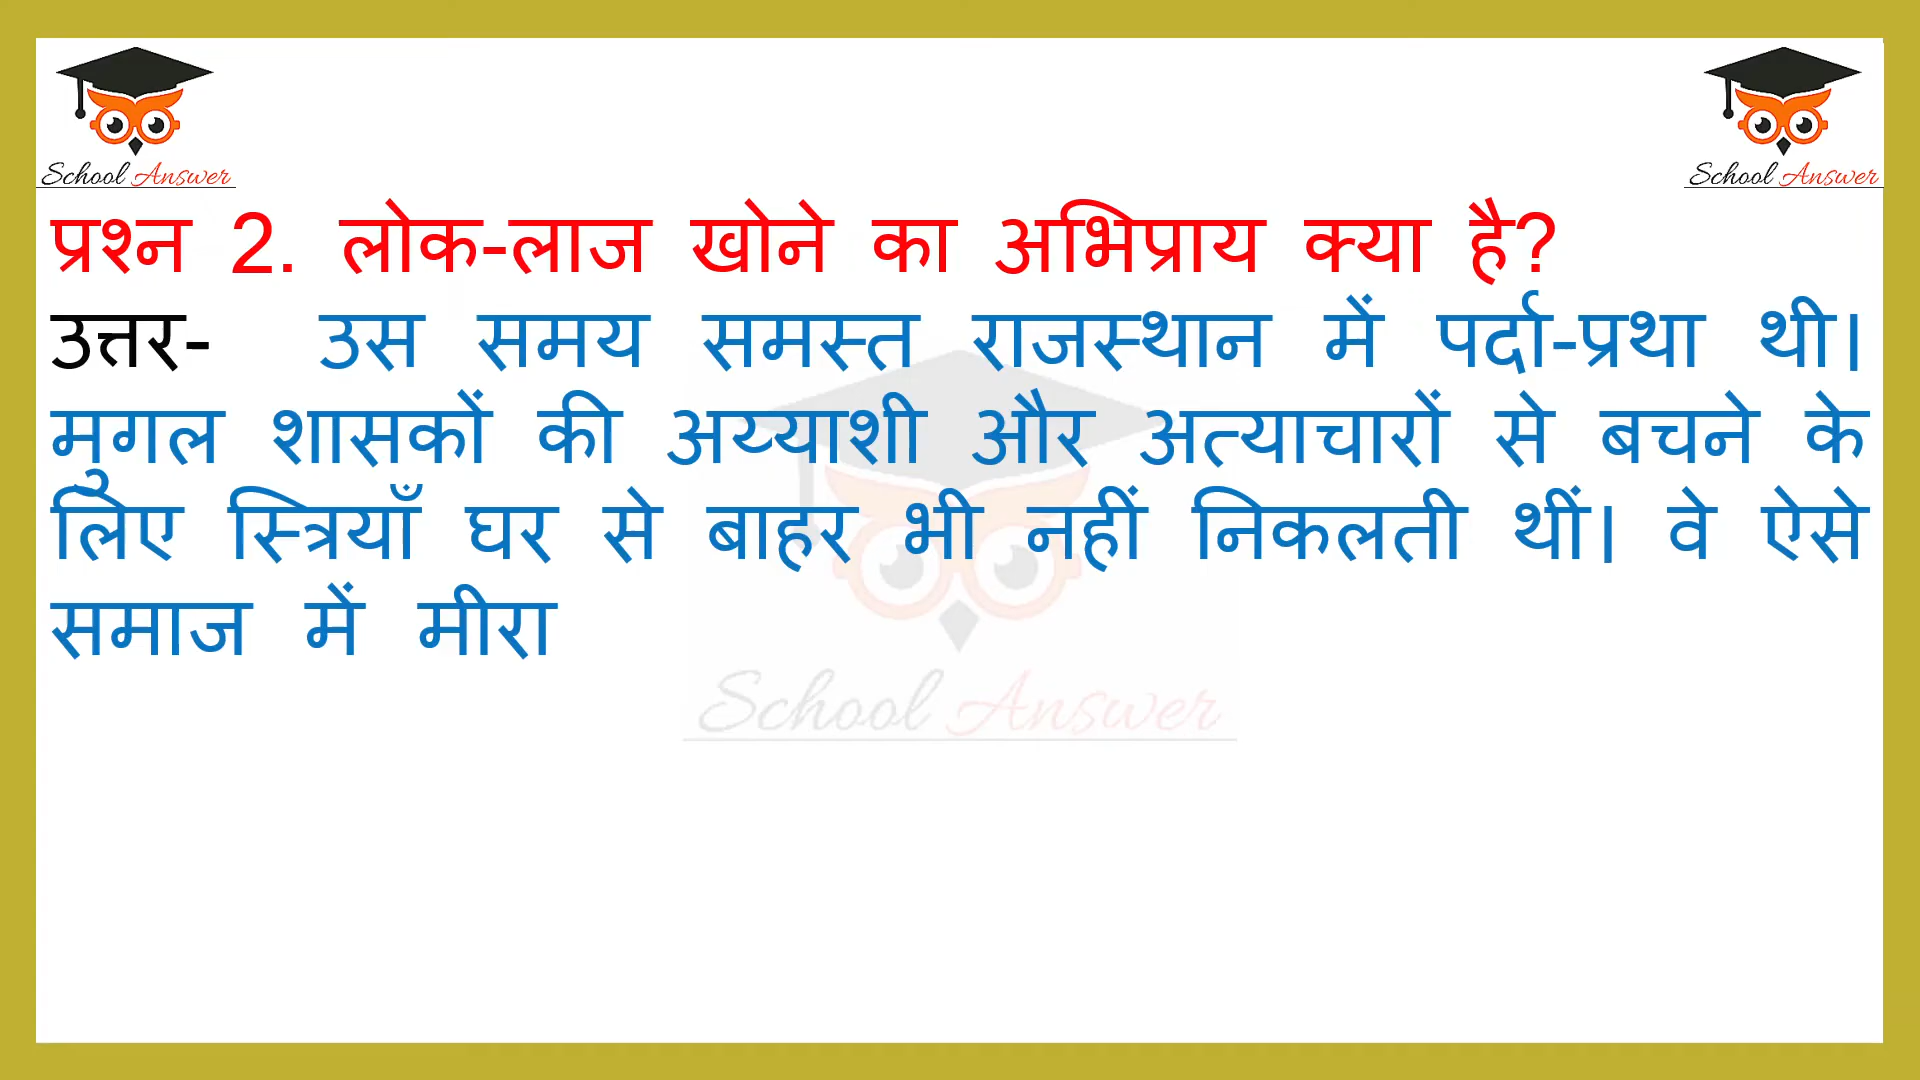 School Answer School Answer
प्रश्न 2. लोक-लाज खोने का अभिप्राय क्या है?
उत्तर- उस समय समस्त राजस्थान में पर्दा-प्रथा थी।
मुगल शासकों की अय्याशी और अत्याचारों से बचने के
लिए स्त्रियाँ घर से बाहर भी नहीं निकलती थीं। वे ऐसे
समाज में मीरा
School Answer